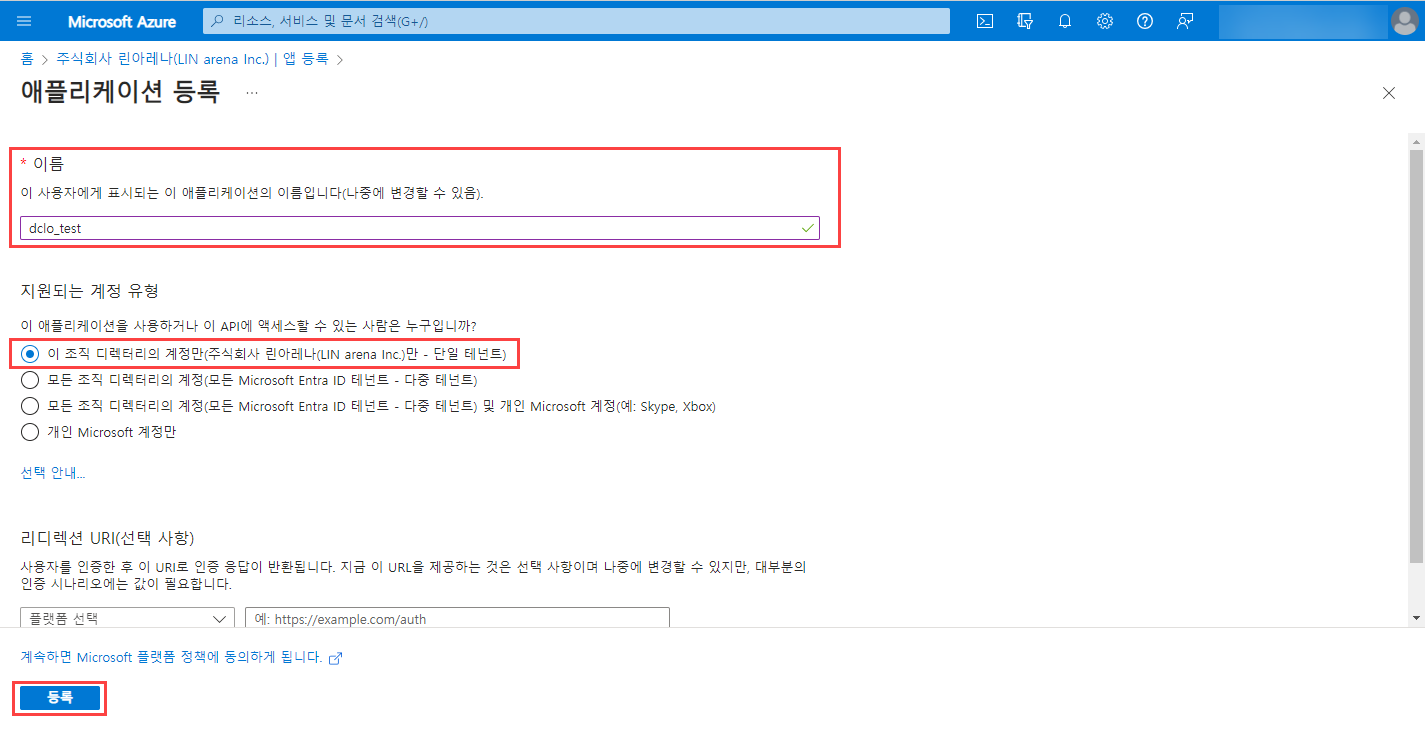 Microsoft Azure
리소스, 서비스 및 문서 검색(G+/)
홈 > 주식회사 린아레나(LIN arena Inc.) | 앱 등록 >
애플리케이션 등록 ...
* 이름
이 사용자에게 표시되는 이 애플리케이션의 이름입니다(나중에 변경할 수 있음).
dclo_test
지원되는 계정 유형
이 애플리케이션을 사용하거나 이 API에 액세스할 수 있는 사람은 누구입니까?
이 조직 디렉터리의 계정만(주식회사 린아레나(LIN arena Inc.)만 - 단일 테넌트)
모든 조직 디렉터리의 계정(모든 Microsoft Entra ID 테넌트 - 다중 테넌트)
모든 조직 디렉터리의 계정(모든 Microsoft Entra ID 테넌트 - 다중 테넌트) 및 개인 Microsoft 계정(예: Skype, Xbox)
개인 Microsoft 계정만
선택 안내...
리디렉션 URI(선택 사항)
사용자를 인증한 후 이 URI로 인증 응답이 반환됩니다. 지금 이 URL을 제공하는 것은 선택 사항이며 나중에 변경할 수 있지만, 대부분의
인증 시나리오에는 값이 필요합니다.
플랫폼 선택
예: https://example.com/auth
계속하면 Microsoft 플랫폼 정책에 동의하게 됩니다.
등록